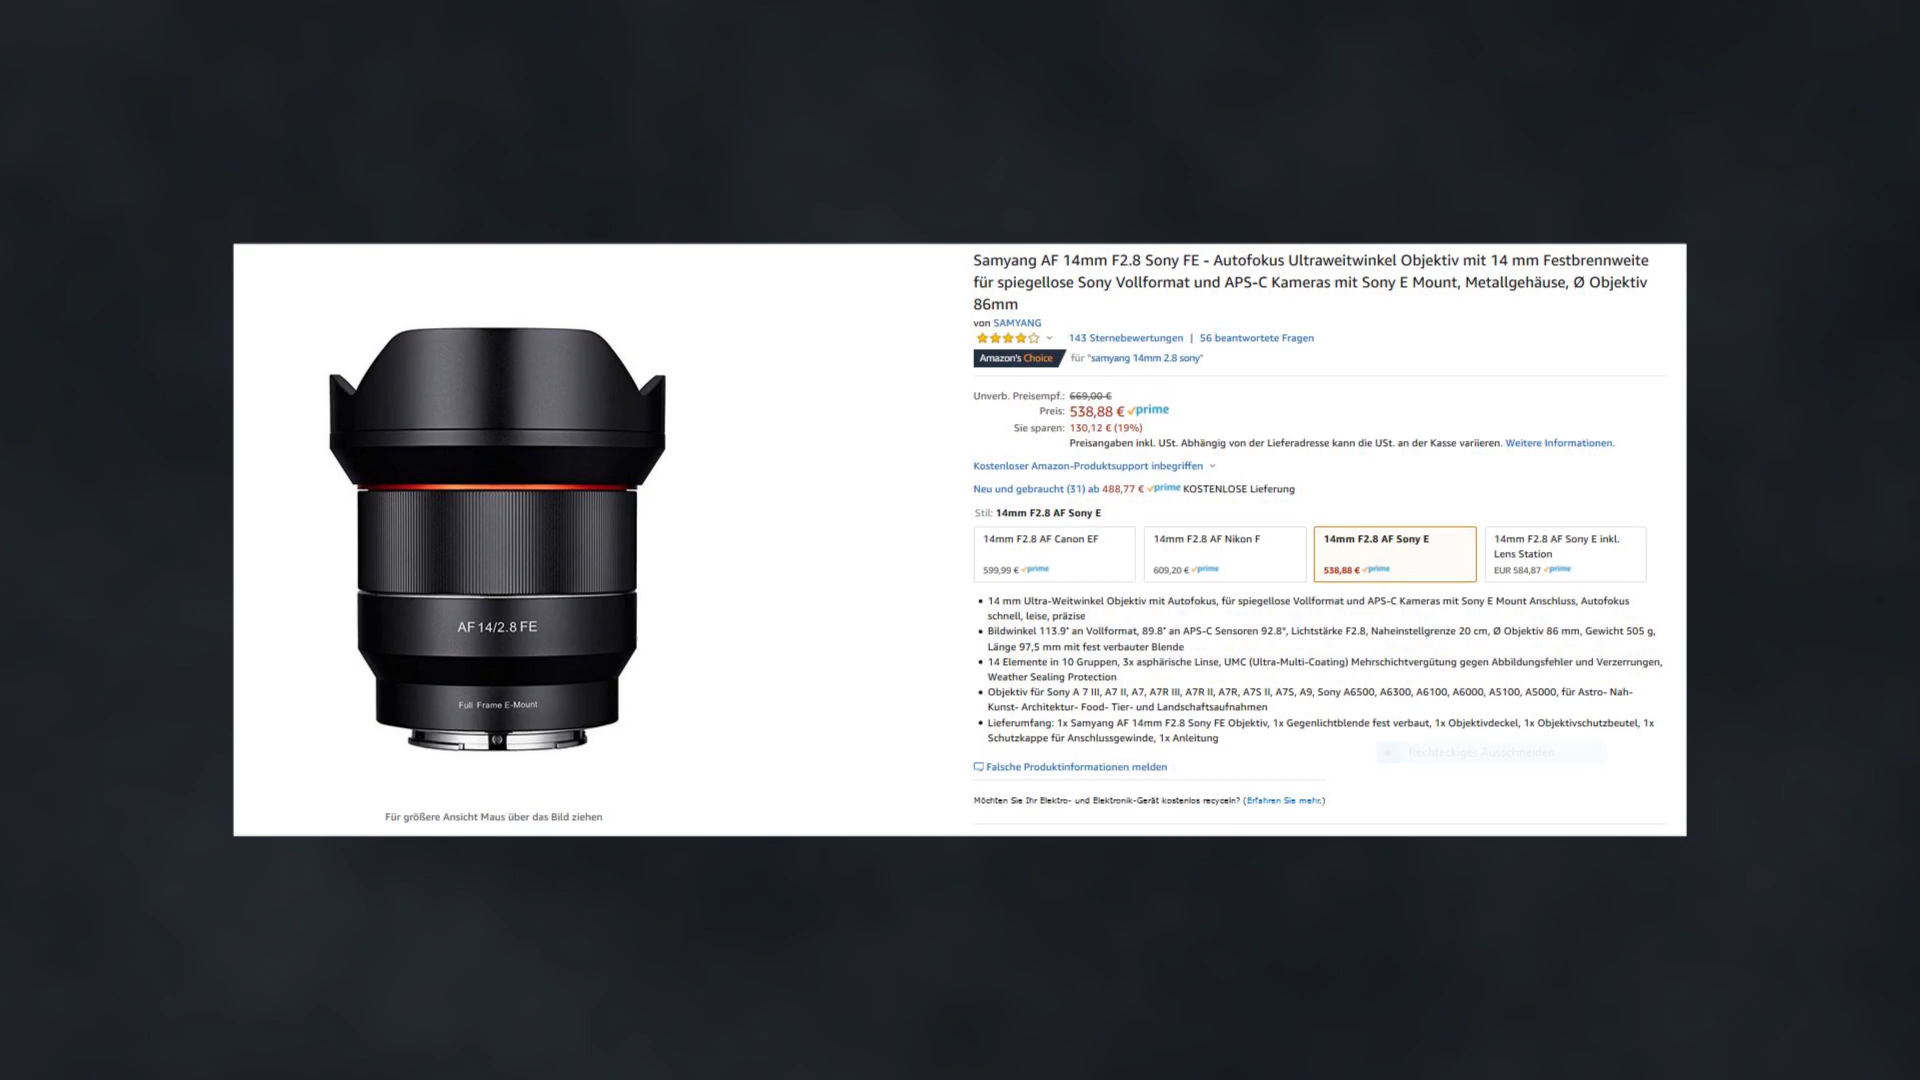 Samyang AF 14mm F2.8 Sony FE - Autofokus Ultraweitwinkel Objektiv mit 14 mm Festbrennweite
für spiegellose Sony Vollformat und APS-C Kameras mit Sony E Mount, Metallgehäuse, Ø Objektiv
86mm
von SAMYANG
143 Sternebewertungen | 56 beantwortete Fragen
Amazon's Choice für "samyang 14mm 2.8 sony"
Unverb. Preisempf.: 669,00 €
Preis: 538,88 € prime
Sie sparen: 130,12 € (19%)
Preisangaben inkl. USt. Abhängig von der Lieferadresse kann die USt. an der Kasse variieren. Weitere Informationen.
Kostenloser Amazon-Produktsupport inbegriffen
Neu und gebraucht (31) ab 488,77 € prime KOSTENLOSE Lieferung
Stil: 14mm F2.8 AF Sony E
14mm F2.8 AF Canon EF
599,99 € prime
14mm F2.8 AF Nikon F
609,20 € prime
14mm F2.8 AF Sony E
538,88 € prime
14mm F2.8 AF Sony E inkl.
Lens Station
EUR 584,87 prime
• 14 mm Ultra-Weitwinkel Objektiv mit Autofokus, für spiegellose Vollformat und APS-C Kameras mit Sony E Mount Anschluss, Autofokus
schnell, leise, präzise
• Bildwinkel 113.9° an Vollformat, 89.8° an APS-C Sensoren 92.8°, Lichtstärke F2.8, Naheinstellgrenze 20 cm, Ø Objektiv 86 mm, Gewicht 505 g,
Länge 97,5 mm mit fest verbauter Blende
• 14 Elemente in 10 Gruppen, 3x asphärische Linse, UMC (Ultra-Multi-Coating) Mehrschichtvergütung gegen Abbildungsfehler und Verzerrungen,
Weather Sealing Protection
• Objektiv für Sony A 7 III, A7 II, A7, A7R III, A7R II, A7R, A7S II, A7S, A9, Sony A6500, A6300, A6100, A6000, A5100, A5000, für Astro- Nah-
Kunst- Architektur- Food- Tier- und Landschaftsaufnahmen
• Lieferumfang: 1x Samyang AF 14mm F2.8 Sony FE Objektiv, 1x Gegenlichtblende fest verbaut, 1x Objektivdeckel, 1x Objektivschutzbeutel, 1x
Schutzkappe für Anschlussgewinde, 1x Anleitung
Rechteckiges Ausschneiden
Falsche Produktinformationen melden
Möchten Sie Ihr Elektro- und Elektronik-Gerät kostenlos recyceln? (Erfahren Sie mehr.)
AF 14/2.8 FE
Full Frame E-Mount
Für größere Ansicht Maus über das Bild ziehen